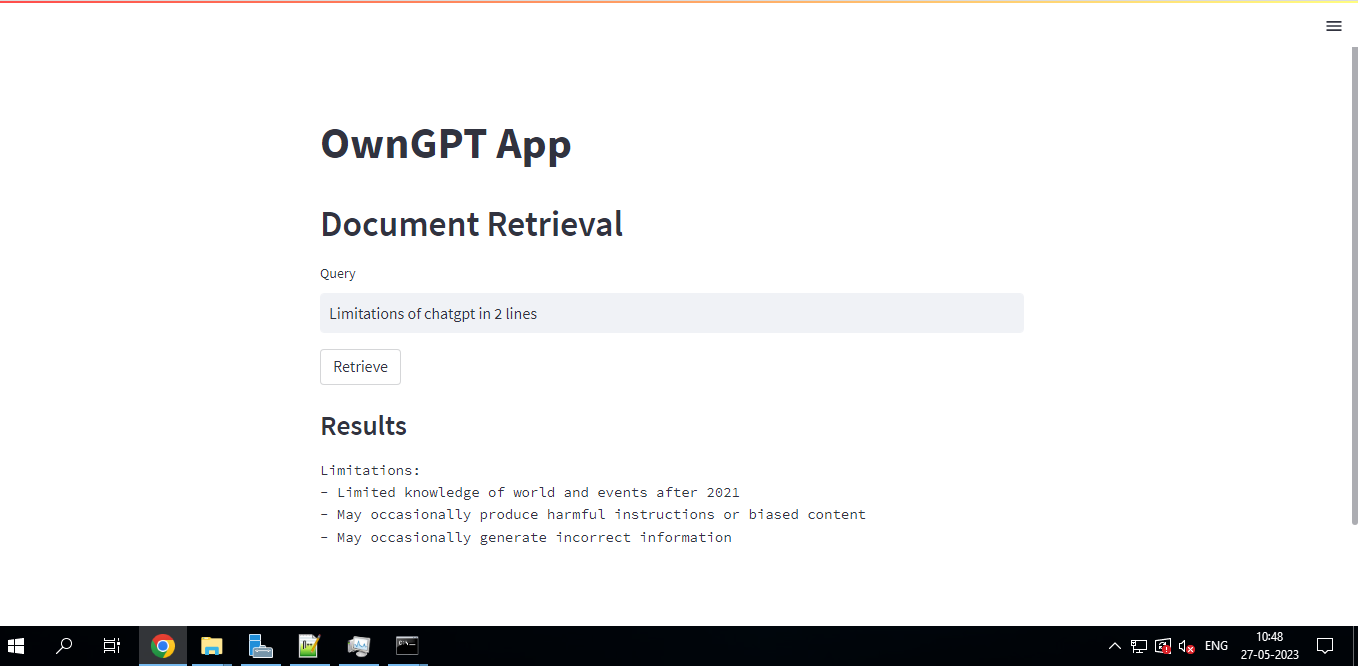 OwnGPT App
Document Retrieval
Query
Limitations of chatgpt in 2 lines
Retrieve
Results
Limitations:
- Limited knowledge of world and events after 2021
- May occasionally produce harmful instructions or biased content
- May occasionally generate incorrect information
ENG
10:48
27-05-2023